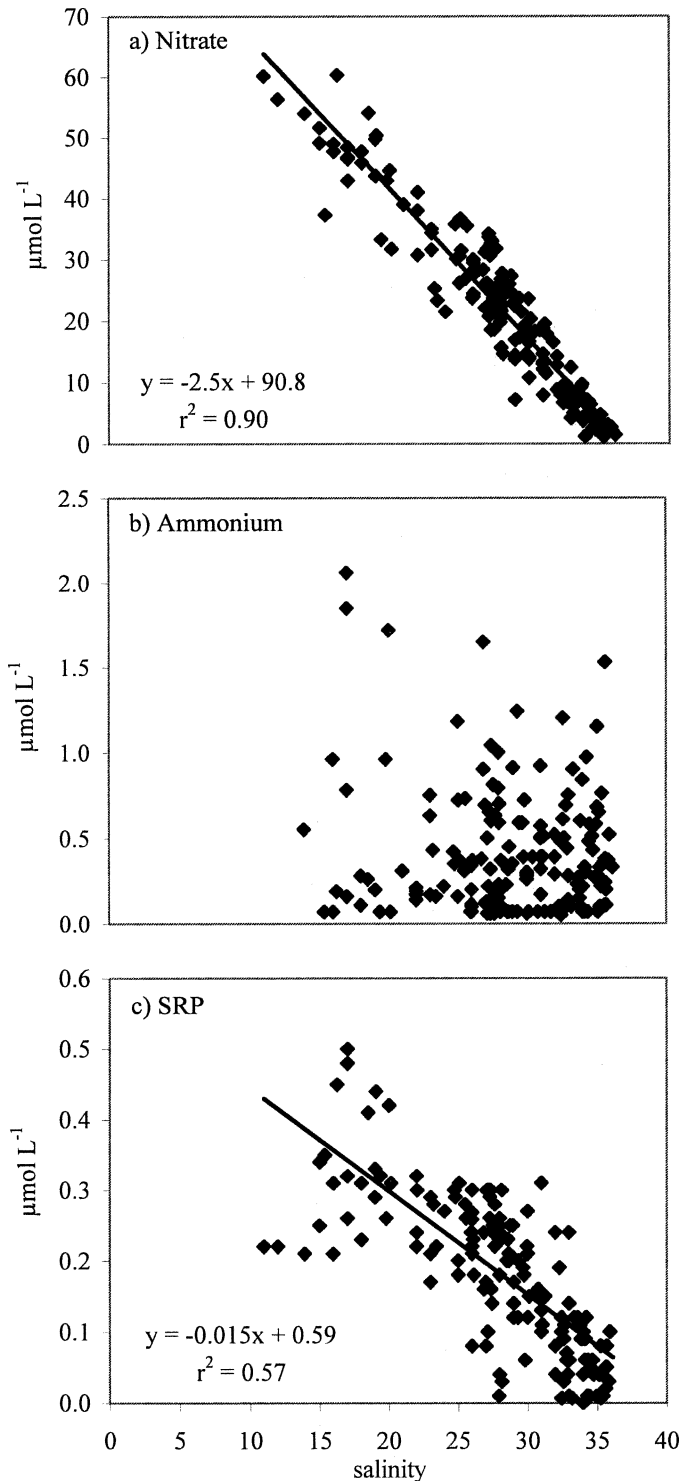 70
a) Nitrate
60
50
40
µmol L⁻¹
30
20
y = -2.5x + 90.8
10
r² = 0.90
0
2.5
b) Ammonium
2.0
1.5
µmol L⁻¹
1.0
0.5
0.0
0.6
c) SRP
0.5
0.4
µmol L⁻¹
0.3
0.2
0.1
y = -0.015x + 0.59
r² = 0.57
0.0
0 5 10 15 20 25 30 35 40
salinity